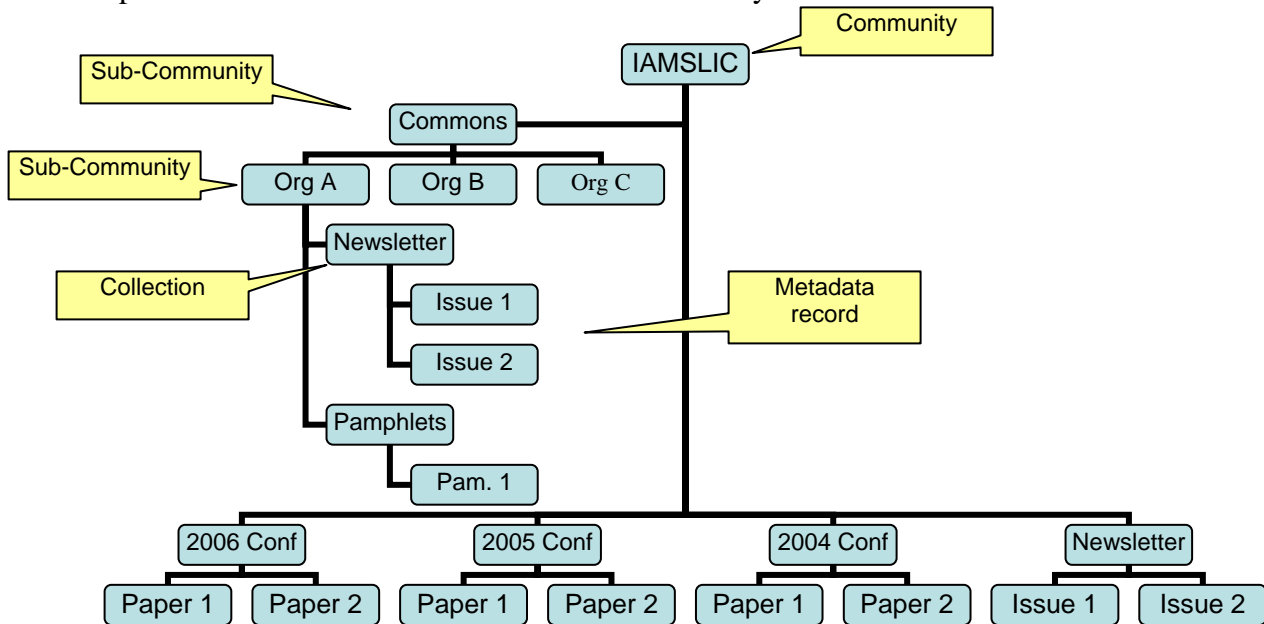 Community
IAMSLIC
Sub-Community
Commons
Sub-Community
Org A
Org B
Org C
Newsletter
Collection
Metadata
record
Issue 1
Issue 2
Pamphlets
Pam. 1
2006 Conf
2005 Conf
2004 Conf
Newsletter
Paper 1
Paper 2
Paper 1
Paper 2
Paper 1
Paper 2
Issue 1
Issue 2